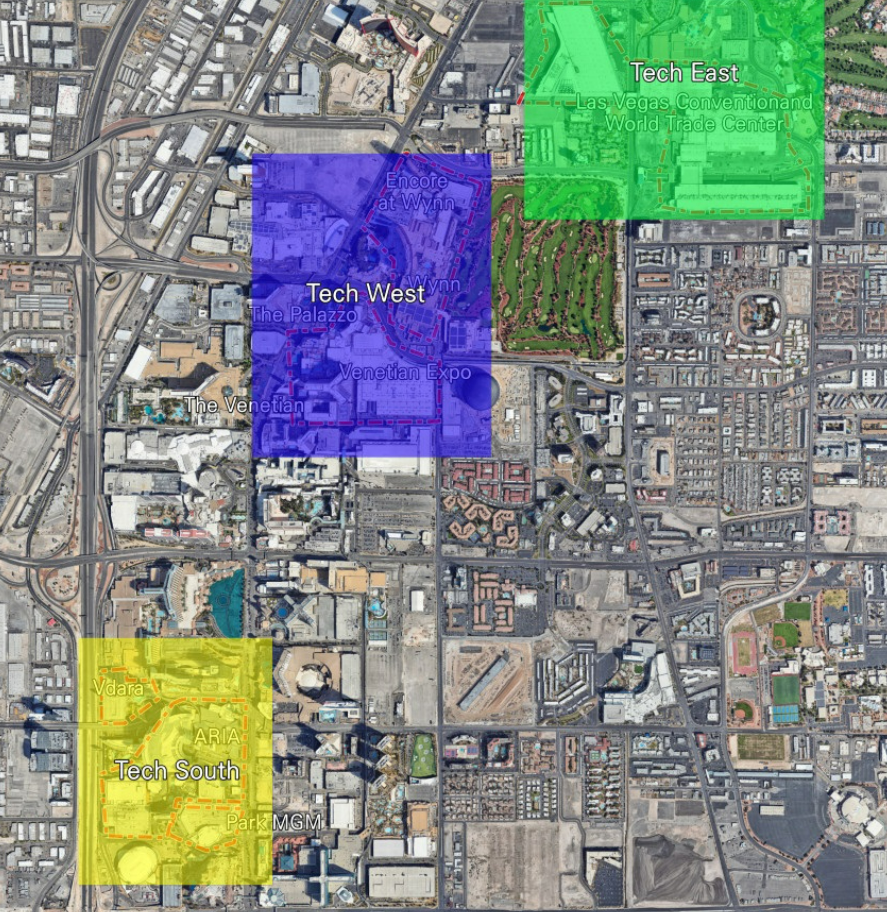 Tech East
Las Vegas Conventionand
World Trade Center
Encore
at Wynn
Wynn
Tech West
The Palazzo
Venetian Expo
The Venetian
Vdara
ARIA
Tech South
Park MGM